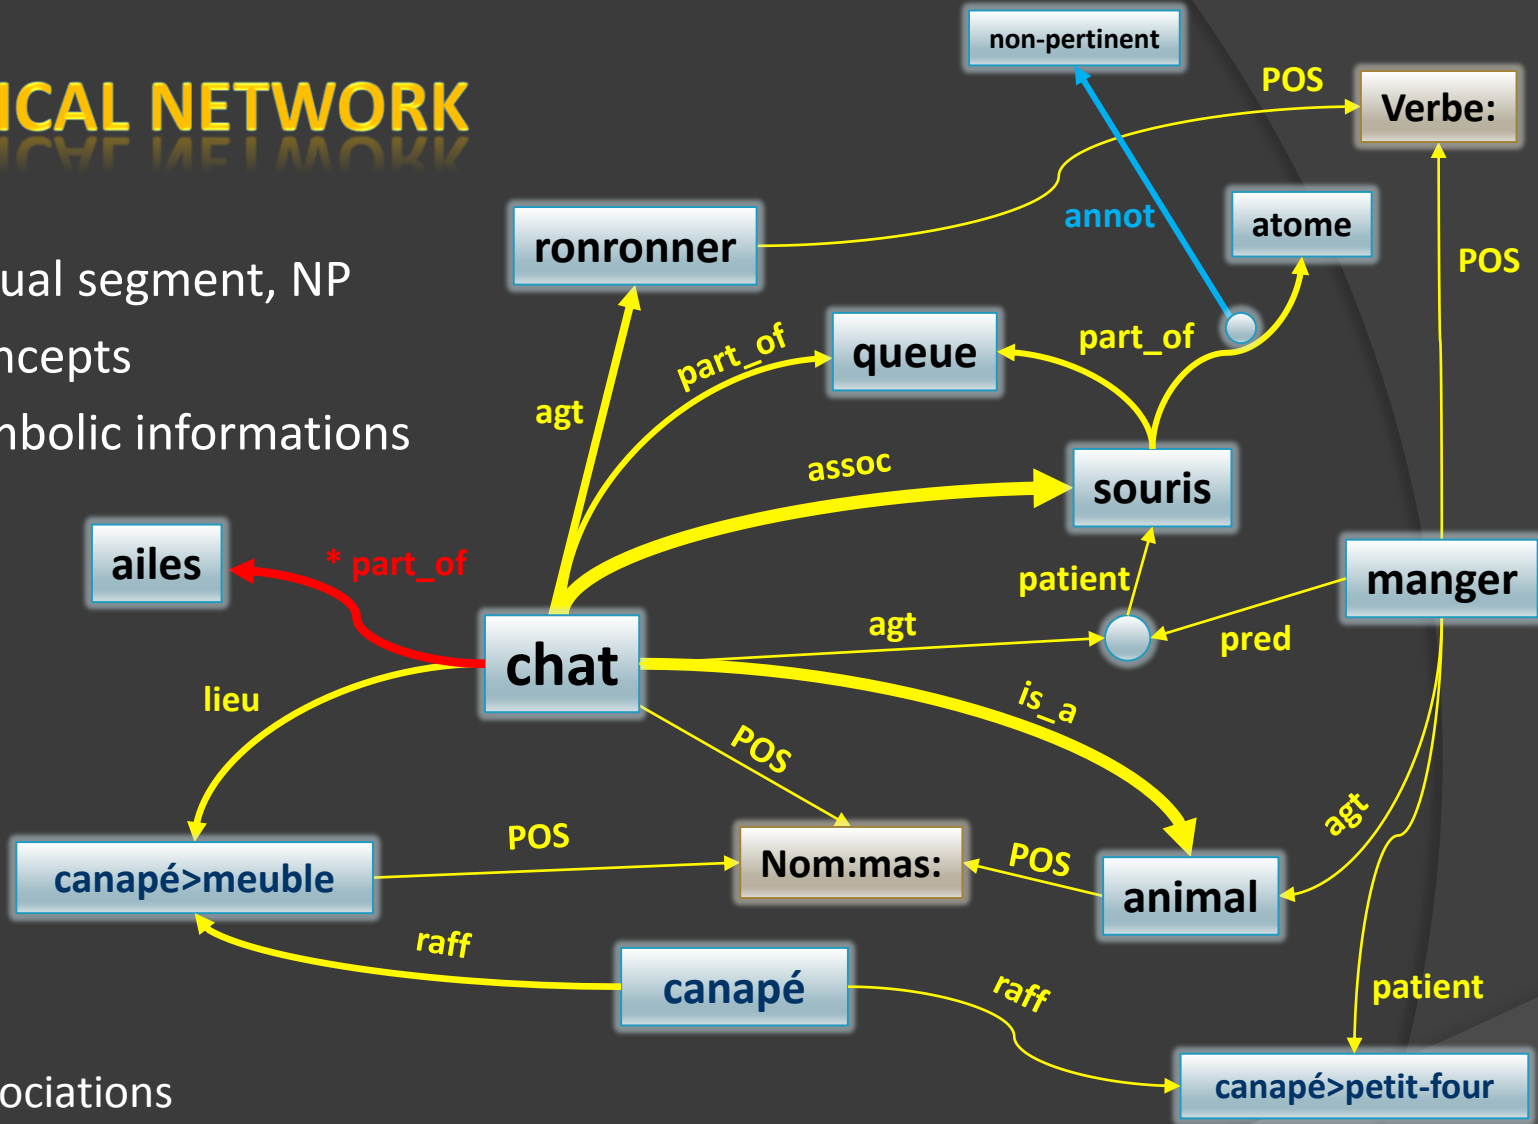 ICAL NETWORK
ual segment, NP
ncepts
nbolic informations
ociations
non-pertinent
POS
Verbe:
annot
atome
ronronner
POS
part_of
queue
part_of
agt
assoc
souris
ailes
* part_of
patient
manger
agt
pred
chat
lieu
is_a
POS
agt
POS
canapé>meuble
Nom:mas:
POS
animal
raff
canapé
raff
patient
canapé>petit-four